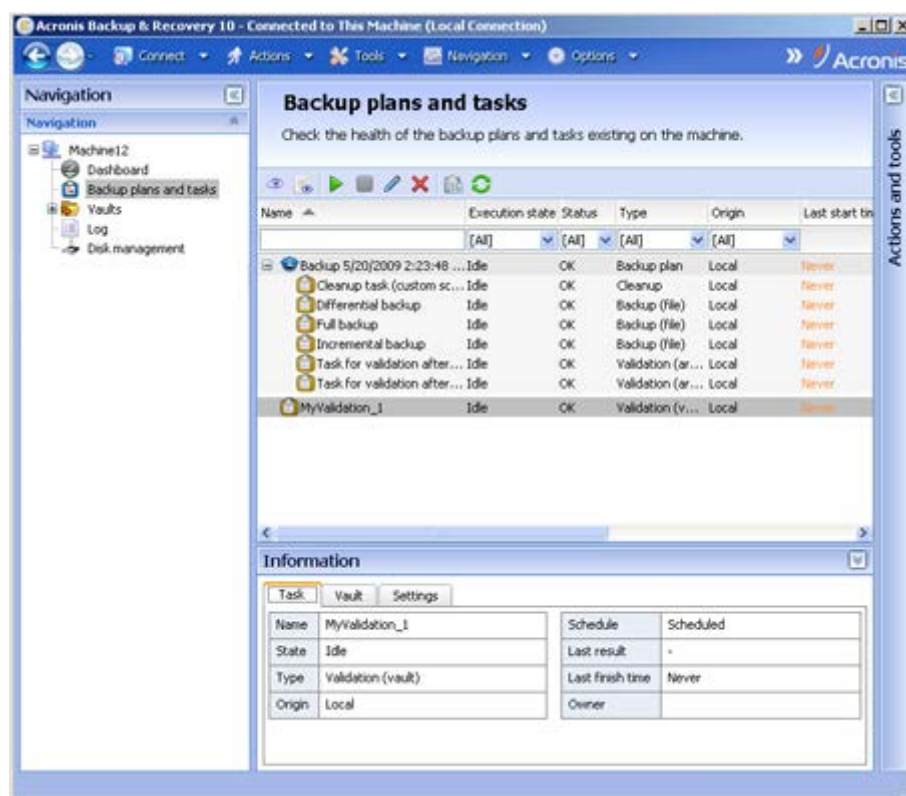 Acronis Backup & Recovery 10 - Connected to This Machine (Local Connection)
Connect Actions Tools Navigation Options » Acronis
Navigation
Navigation
Machine12
Dashboard
Backup plans and tasks
Vaults
Log
Disk management
Backup plans and tasks
Check the health of the backup plans and tasks existing on the machine.
Name Execution state Status Type Origin Last start tin
[All] [All] [All] [All]
Backup 5/20/2009 2:23:48 ... Idle OK Backup plan Local Never
Cleanup task (custom sc... Idle OK Cleanup Local Never
Differential backup Idle OK Backup (file) Local Never
Full backup Idle OK Backup (file) Local Never
Incremental backup Idle OK Backup (file) Local Never
Task for validation after... Idle OK Validation (ar... Local Never
Task for validation after... Idle OK Validation (ar... Local Never
MyValidation_1 Idle OK Validation (v... Local Never
Information
Task Vault Settings
Name MyValidation_1 Schedule Scheduled
State Idle Last result -
Type Validation (vault) Last finish time Never
Origin Local Owner
Actions and tools